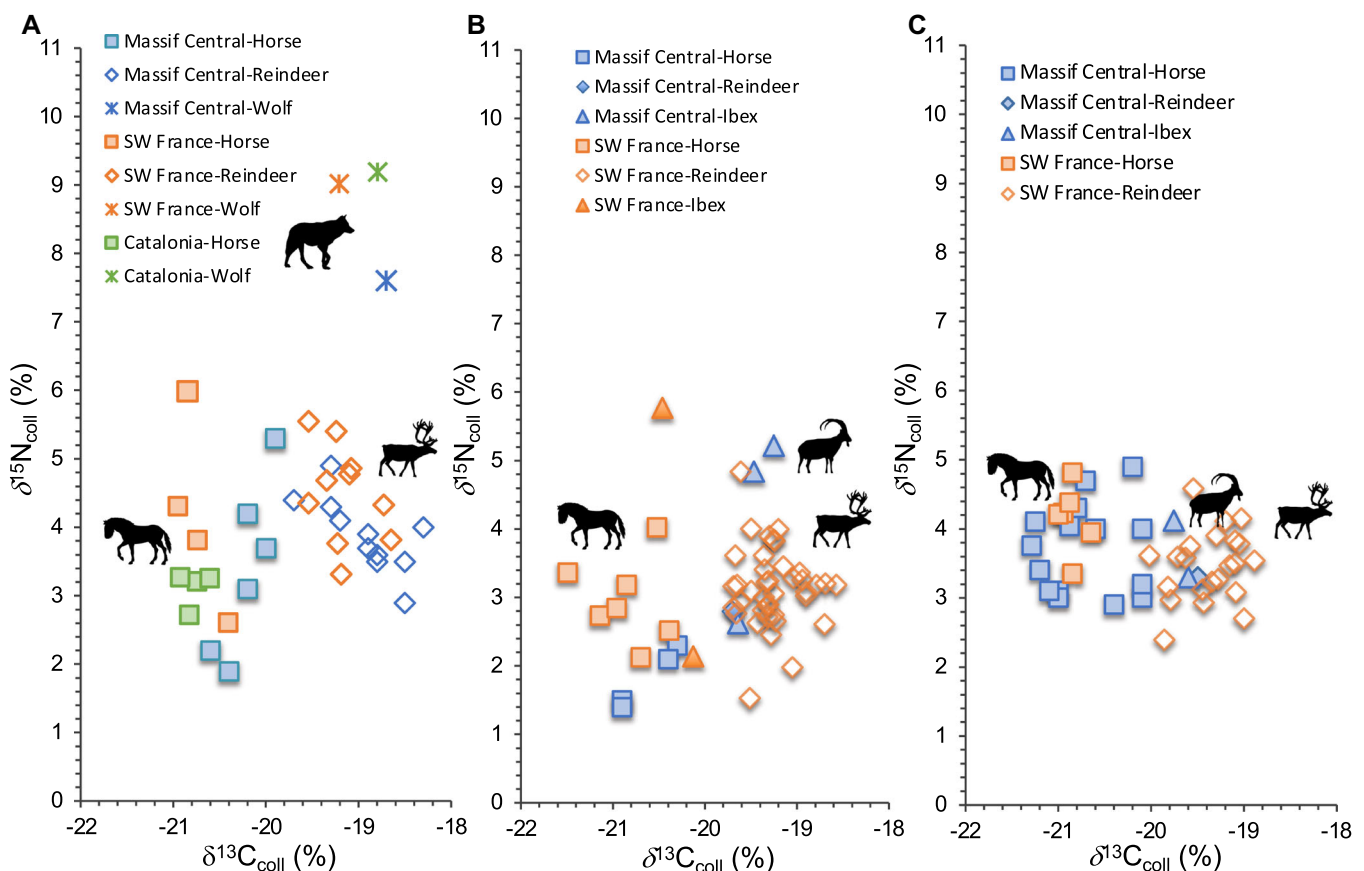 A
Massif Central-Horse
Massif Central-Reindeer
Massif Central-Wolf
SW France-Horse
SW France-Reindeer
SW France-Wolf
Catalonia-Horse
Catalonia-Wolf
11
10
9
8
7
6
5
4
3
2
1
0
δ15Ncoll (%)
-22 -21 -20 -19 -18
δ13Ccoll (%)
B
Massif Central-Horse
Massif Central-Reindeer
Massif Central-Ibex
SW France-Horse
SW France-Reindeer
SW France-Ibex
11
10
9
8
7
6
5
4
3
2
1
0
δ15Ncoll (%)
-22 -21 -20 -19 -18
δ13Ccoll (%)
C
Massif Central-Horse
Massif Central-Reindeer
Massif Central-Ibex
SW France-Horse
SW France-Reindeer
11
10
9
8
7
6
5
4
3
2
1
0
δ15Ncoll (%)
-22 -21 -20 -19 -18
δ13Ccoll (%)